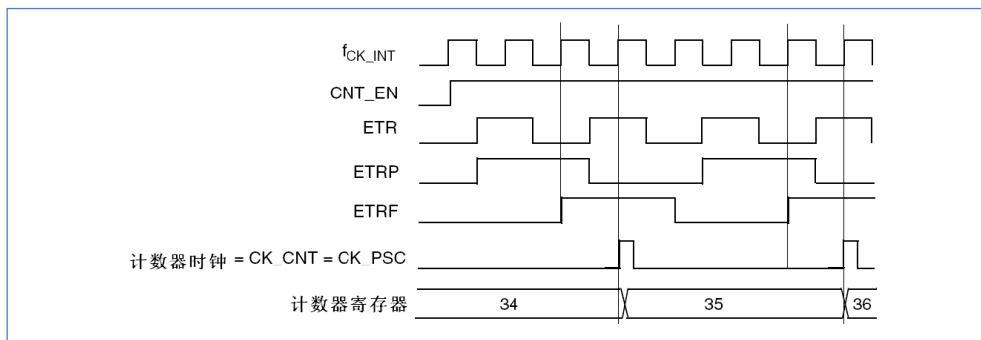 fCK_INT
CNT_EN
ETR
ETRP
ETRF
计数器时钟 = CK_CNT = CK_PSC
计数器寄存器 34 35 36